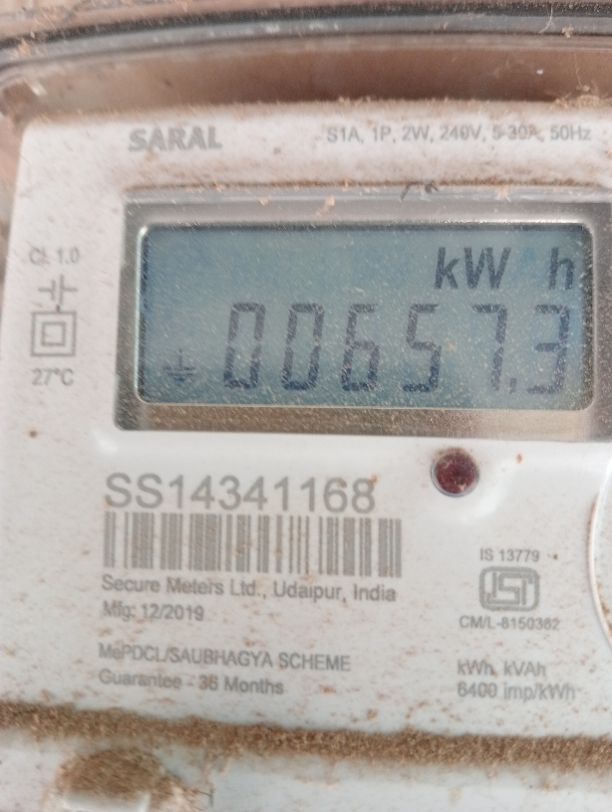 SARAL
S1A, 1P, 2W, 240V, 5-30A, 50Hz
Cl. 1.0
27°C
kW h
00657.3
SS14341168
Secure Meters Ltd., Udaipur, India
Mfg: 12/2019
MePDCL/SAUBHAGYA SCHEME
Guarantee - 36 Months
IS 13779
ISI
CM/L-8150362
kWh, kVAh
6400 imp/kWh